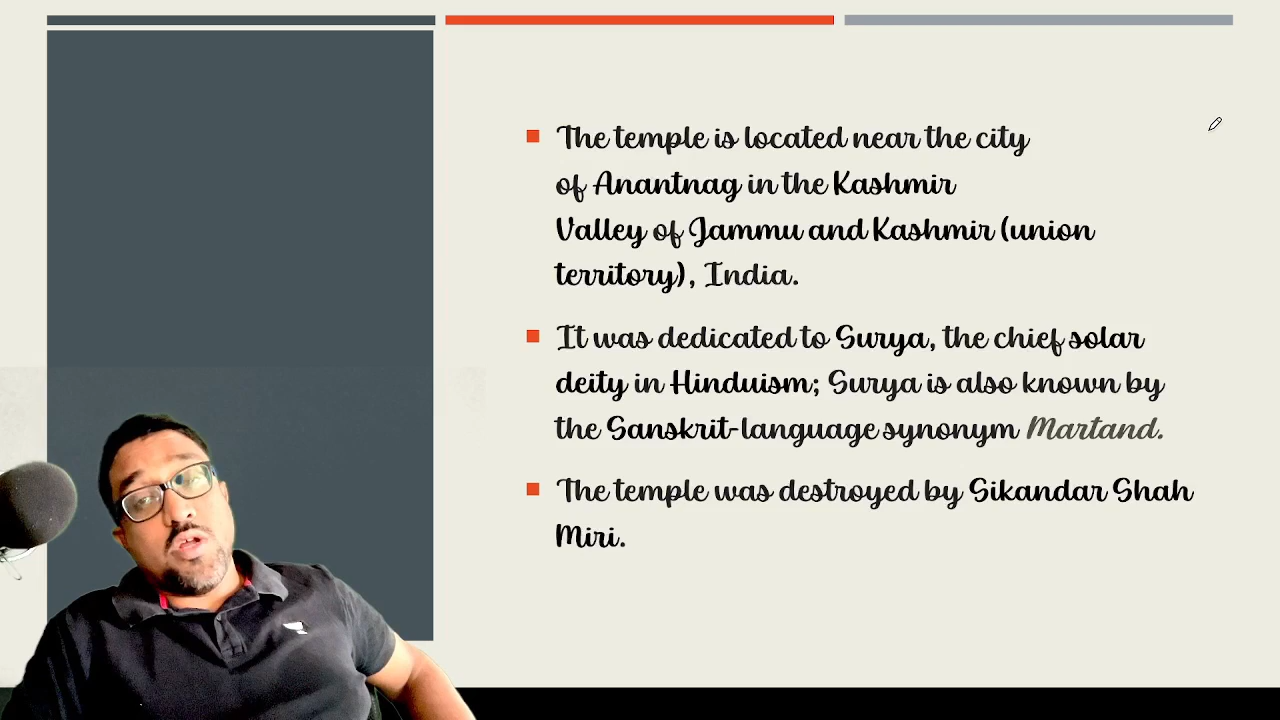 The temple is located near the city
of Anantnag in the Kashmir
Valley of Jammu and Kashmir (union
territory), India.
It was dedicated to Surya, the chief solar
deity in Hinduism; Surya is also known by
the Sanskrit-language synonym Martand.
The temple was destroyed by Sikandar Shah
Miri.